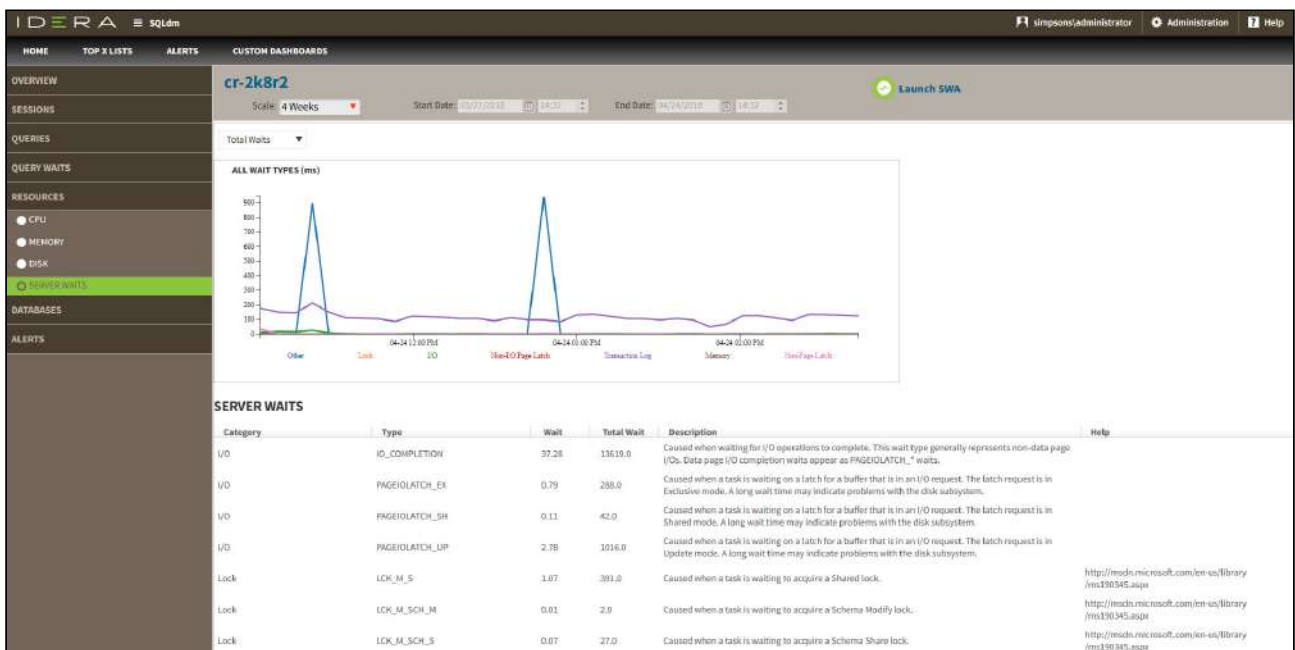 IDERA ≡ SQLdm simpsons\administrator Administration ? Help
HOME TOP X LISTS ALERTS CUSTOM DASHBOARDS
OVERVIEW
SESSIONS
QUERIES
QUERY WAITS
RESOURCES
CPU
MEMORY
DISK
SERVER WAITS
DATABASES
ALERTS
cr-2k8r2
Launch SWA
Scale: 4 Weeks Start Date: 14:32 End Date: 04/24/2018 14:32
Total Waits
ALL WAIT TYPES (ms)
900
800
700
600
500
400
300
200
100
0
04-24 12:00 PM 04-24 01:00 PM 04-24 02:00 PM
Other Lock I/O Non-I/O Page Latch Transaction Log Memory Non-Page Latch
SERVER WAITS
Category Type Wait Total Wait Description Help
I/O IO_COMPLETION 37.28 13619.0 Caused when waiting for I/O operations to complete. This wait type generally represents non-data page
I/Os. Data page I/O completion waits appear as PAGEIOLATCH_* waits.
I/O PAGEIOLATCH_EX 0.79 288.0 Caused when a task is waiting on a latch for a buffer that is in an I/O request. The latch request is in
Exclusive mode. A long wait time may indicate problems with the disk subsystem.
I/O PAGEIOLATCH_SH 0.11 42.0 Caused when a task is waiting on a latch for a buffer that is in an I/O request. The latch request is in
Shared mode. A long wait time may indicate problems with the disk subsystem.
I/O PAGEIOLATCH_UP 2.78 1016.0 Caused when a task is waiting on a latch for a buffer that is in an I/O request. The latch request is in
Update mode. A long wait time may indicate problems with the disk subsystem.
Lock LCK_M_S 1.07 391.0 Caused when a task is waiting to acquire a Shared lock. http://msdn.microsoft.com/en-us/library
/ms190345.aspx
Lock LCK_M_SCH_M 0.01 2.0 Caused when a task is waiting to acquire a Schema Modify lock. http://msdn.microsoft.com/en-us/library
/ms190345.aspx
Lock LCK_M_SCH_S 0.07 27.0 Caused when a task is waiting to acquire a Schema Share lock. http://msdn.microsoft.com/en-us/library
/ms190345.aspx